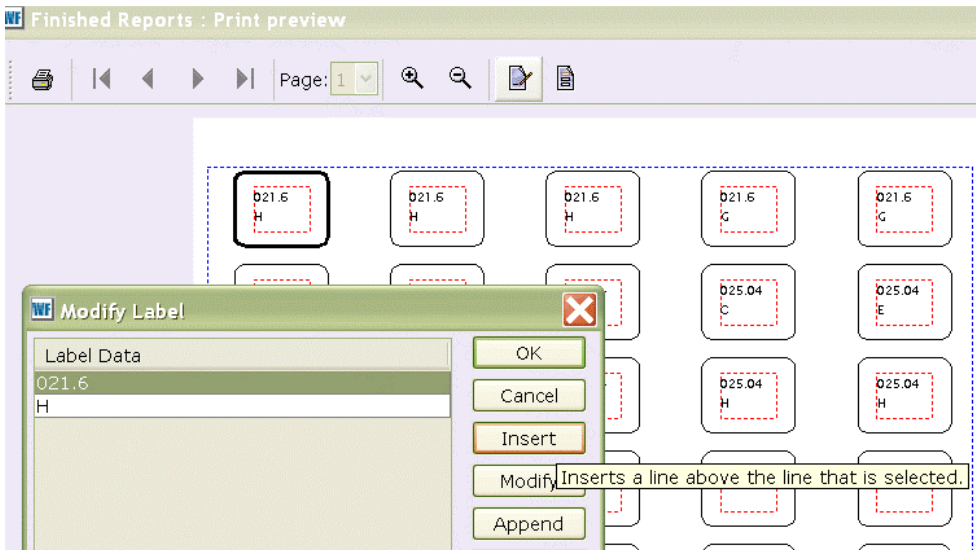 WF Finished Reports : Print preview
Page: 1
021.6
H
021.6
H
021.6
H
021.6
G
021.6
G
025.04
C
025.04
E
025.04
H
025.04
H
WF Modify Label
Label Data
021.6
H
OK
Cancel
Insert
Modify
Append
Inserts a line above the line that is selected.